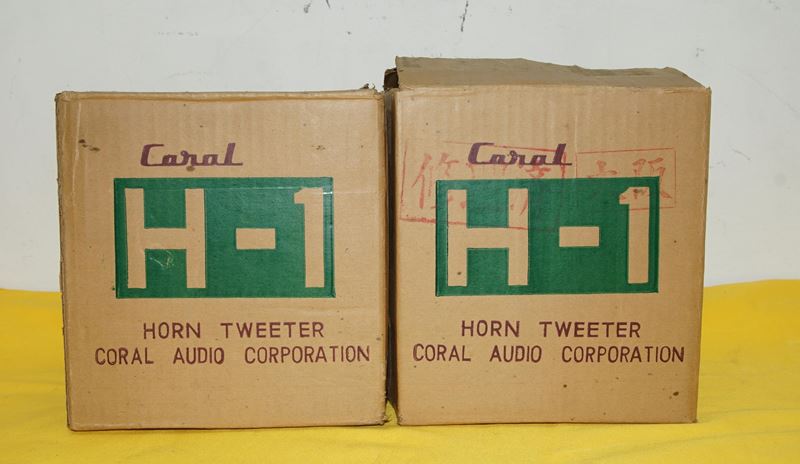 Coral
H-1
HORN TWEETER
CORAL AUDIO CORPORATION
Coral
H-1
HORN TWEETER
CORAL AUDIO CORPORATION